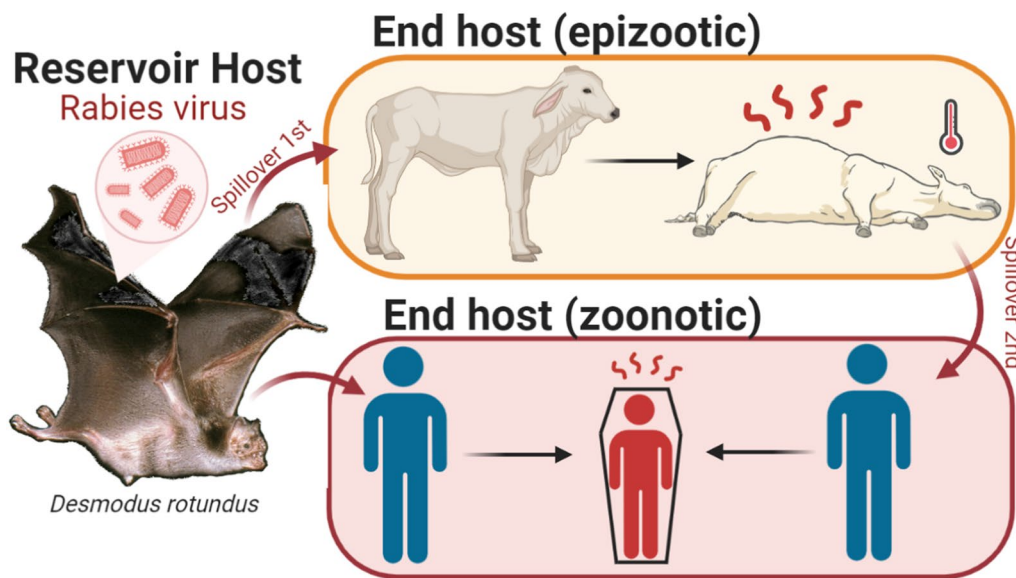 End host (epizootic)
Reservoir Host
Rabies virus
Spillover 1st
Spillover 2nd
End host (zoonotic)
Desmodus rotundus